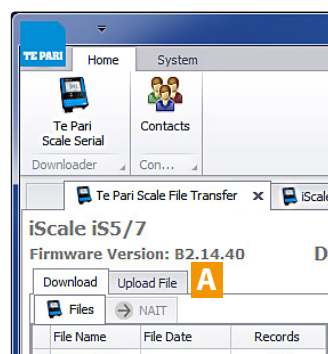 TE PARI
Home System
Te Pari
Scale Serial
Contacts
Downloader Con...
Te Pari Scale File Transfer x iScale
iScale iS5/7
Firmware Version: B2.14.40 D
Download Upload File A
Files NAIT
File Name File Date Records